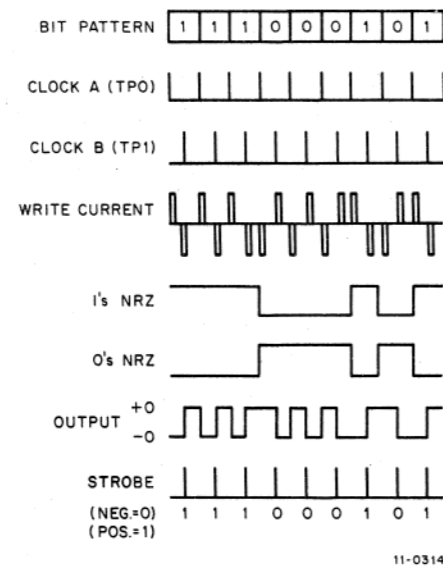 BIT PATTERN 1 1 1 0 0 0 1 0 1
CLOCK A (TP0)
CLOCK B (TP1)
WRITE CURRENT
I's NRZ
O's NRZ
+0
OUTPUT
-0
STROBE
(NEG.=0) 1 1 1 0 0 0 1 0 1
(POS.=1)
11-0314